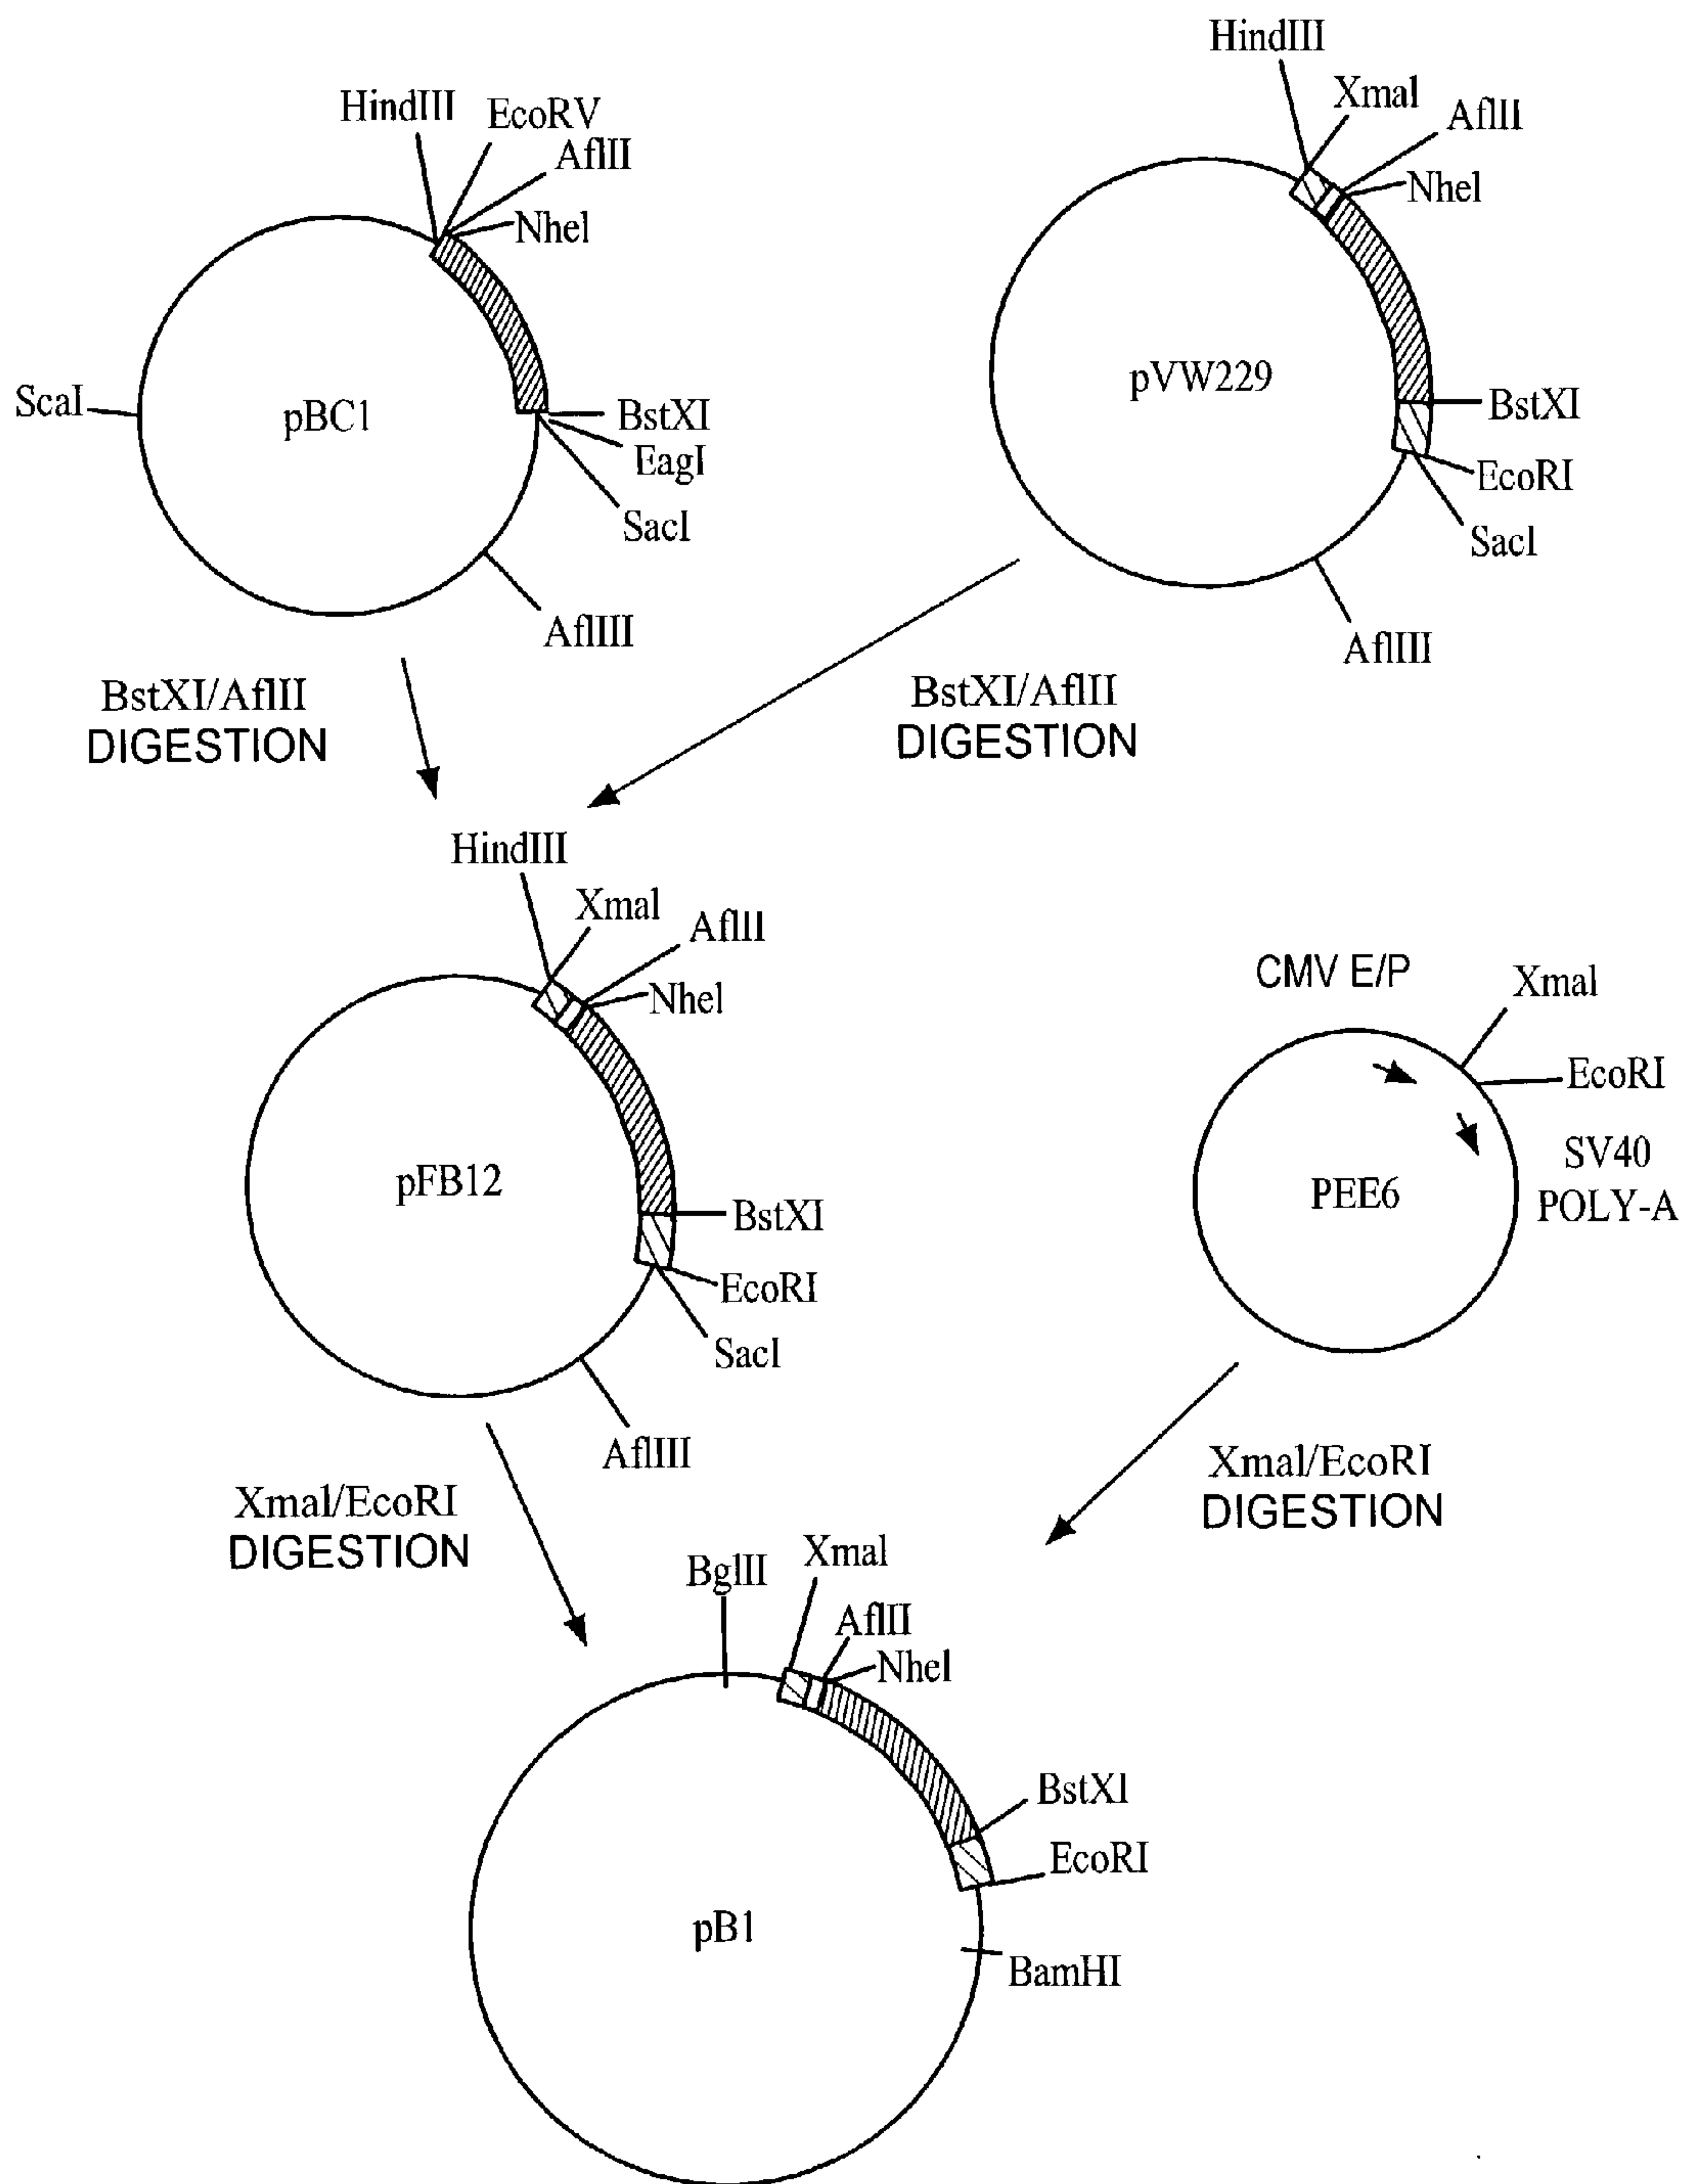 HindIII
EcoRV
AflII
NheI
ScaI
pBC1
BstXI
EagI
SacI
AflIII
HindIII
XmaI
AflII
NheI
pVW229
BstXI
EcoRI
SacI
AflIII
BstXI/AflII
DIGESTION
BstXI/AflII
DIGESTION
HindIII
XmaI
AflII
NheI
pFB12
BstXI
EcoRI
SacI
AflIII
CMV E/P
XmaI
EcoRI
SV40
POLY-A
PEE6
XmaI/EcoRI
DIGESTION
XmaI/EcoRI
DIGESTION
BglII
XmaI
AflII
NheI
BstXI
EcoRI
pB1
BamHI